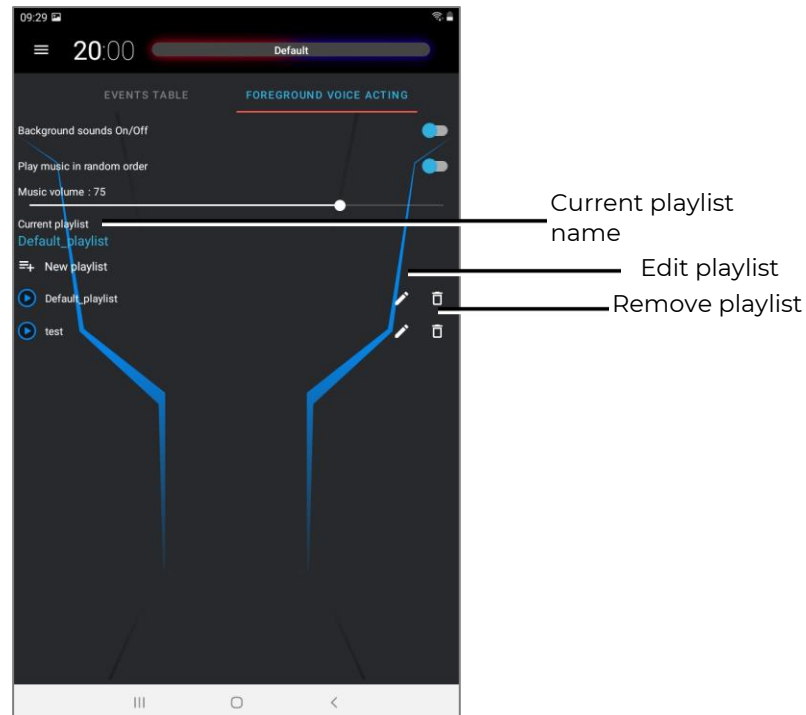 09:29
20:00
Default
EVENTS TABLE
FOREGROUND VOICE ACTING
Background sounds On/Off
Play music in random order
Music volume : 75
Current playlist
Default_playlist
New playlist
Default_playlist
test
Current playlist
name
Edit playlist
Remove playlist